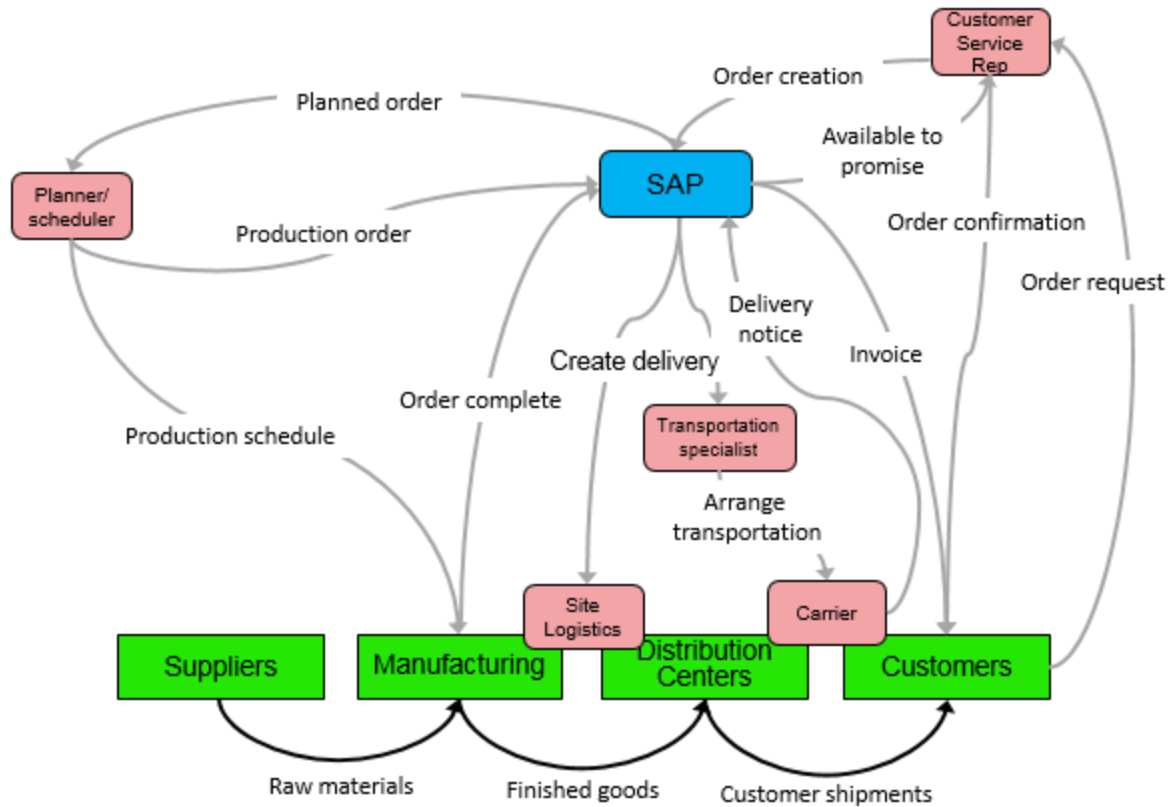 Customer
Service
Rep
Order creation
Planned order
Available to
promise
SAP
Planner/
scheduler
Order confirmation
Production order
Order request
Delivery
notice
Invoice
Create delivery
Order complete
Transportation
specialist
Production schedule
Arrange
transportation
Site
Logistics
Carrier
Suppliers
Manufacturing
Distribution
Centers
Customers
Raw materials
Finished goods
Customer shipments